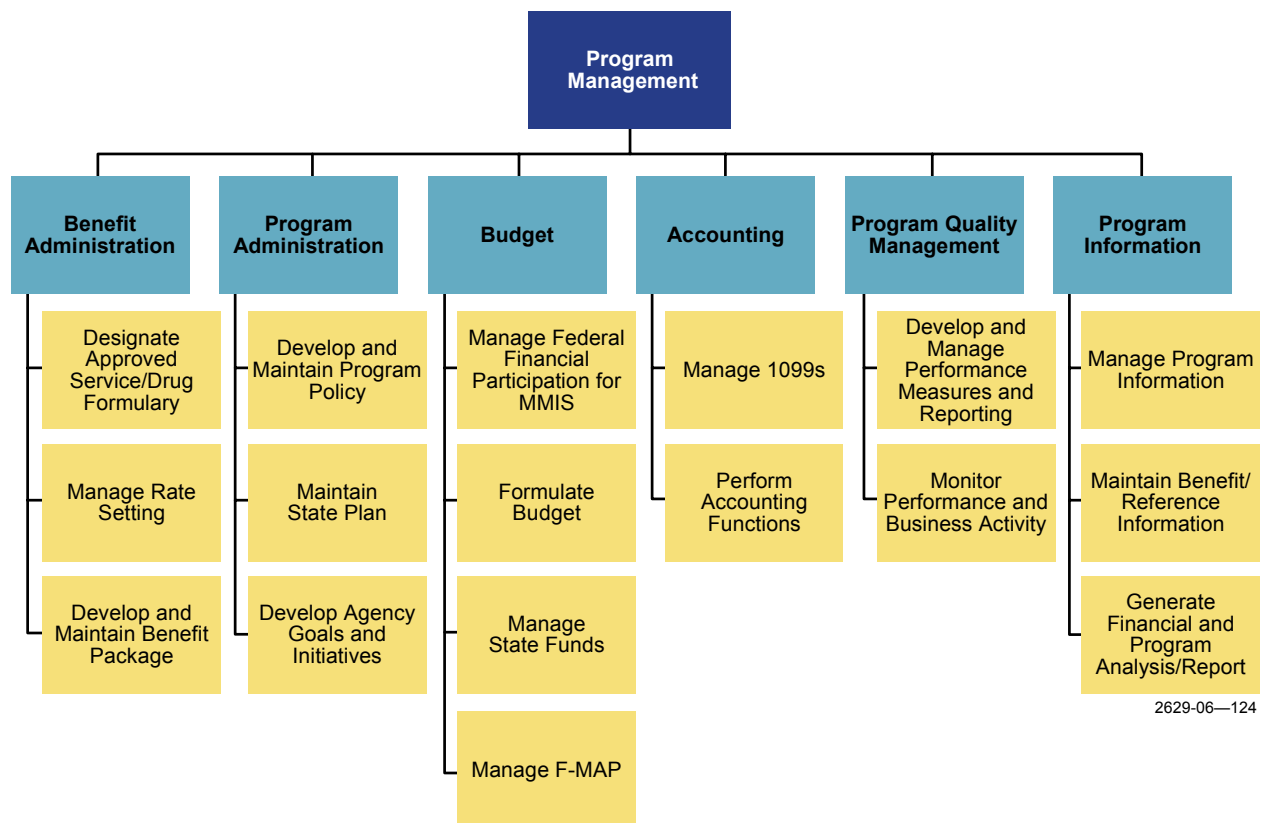 Program
Management
Benefit
Administration
Program
Administration
Budget
Accounting
Program Quality
Management
Program
Information
Designate
Approved
Service/Drug
Formulary
Manage Rate
Setting
Develop and
Maintain Benefit
Package
Develop and
Maintain Program
Policy
Maintain
State Plan
Develop Agency
Goals and
Initiatives
Manage Federal
Financial
Participation for
MMIS
Formulate
Budget
Manage
State Funds
Manage F-MAP
Manage 1099s
Perform
Accounting
Functions
Develop and
Manage
Performance
Measures and
Reporting
Monitor
Performance and
Business Activity
Manage Program
Information
Maintain Benefit/
Reference
Information
Generate
Financial and
Program
Analysis/Report
2629-06—124